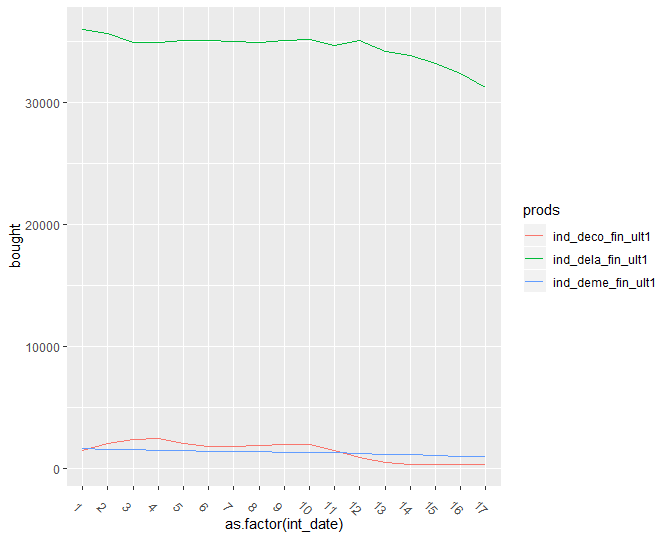 bought
30000
20000
10000
0
1 2 3 4 5 6 7 8 9 10 11 12 13 14 15 16 17
as.factor(int_date)
prods
ind_deco_fin_ult1
ind_dela_fin_ult1
ind_deme_fin_ult1